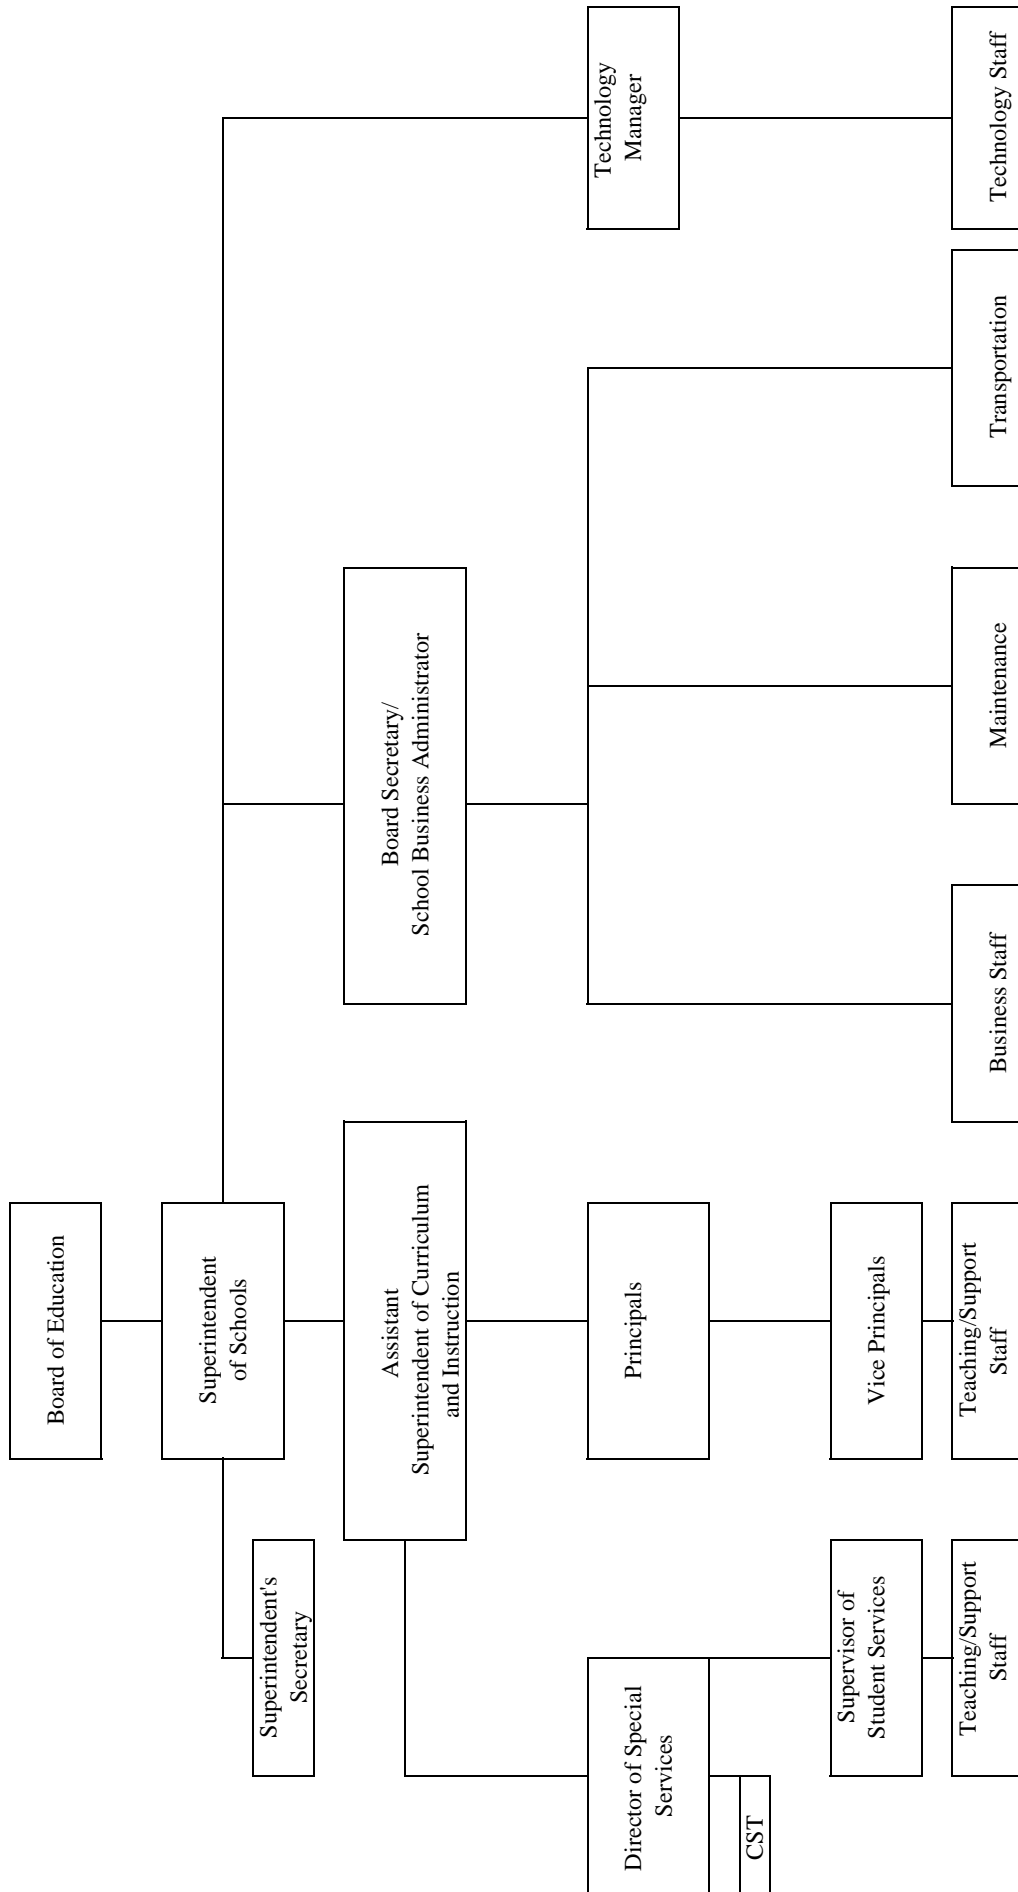 Board of Education
Superintendent
of Schools
Superintendent's
Secretary
Assistant
Superintendent of Curriculum
and Instruction
Board Secretary/
School Business Administrator
Director of Special
Services
Principals
Technology
Manager
CST
Supervisor of
Student Services
Vice Principals
Teaching/Support
Staff
Teaching/Support
Staff
Business Staff
Maintenance
Transportation
Technology Staff